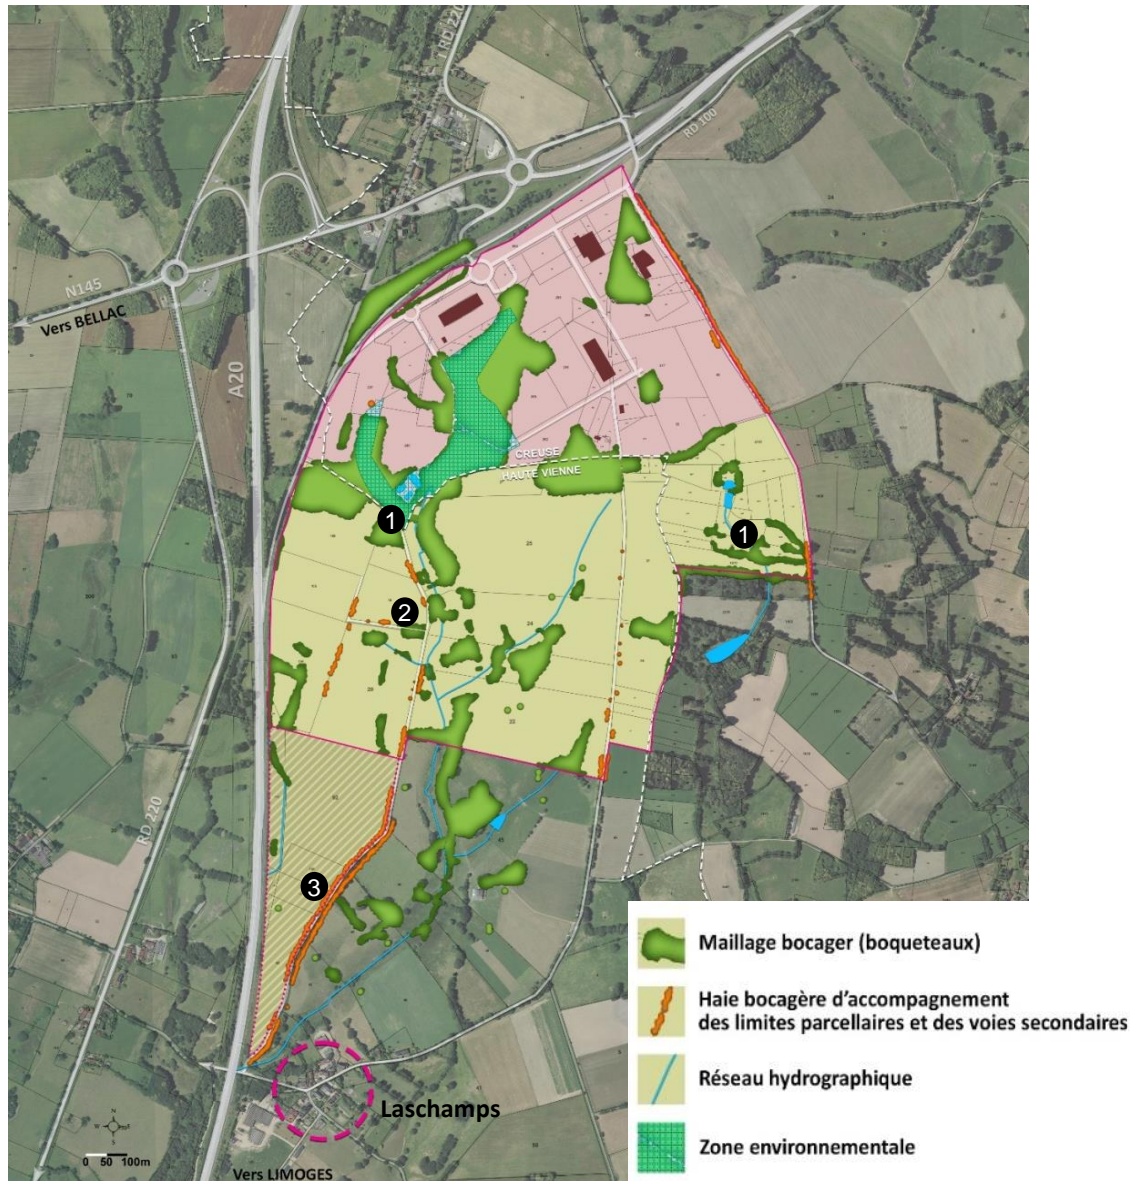 RD 220
RD 100
N145
Vers BELLAC
A20
CREUSE
HAUTE VIENNE
1
1
2
3
RD 220
Laschamps
N
W E
S
0 50 100m
Vers LIMOGES
Maillage bocager (boqueteaux)
Haie bocagère d'accompagnement
des limites parcellaires et des voies secondaires
Réseau hydrographique
Zone environnementale